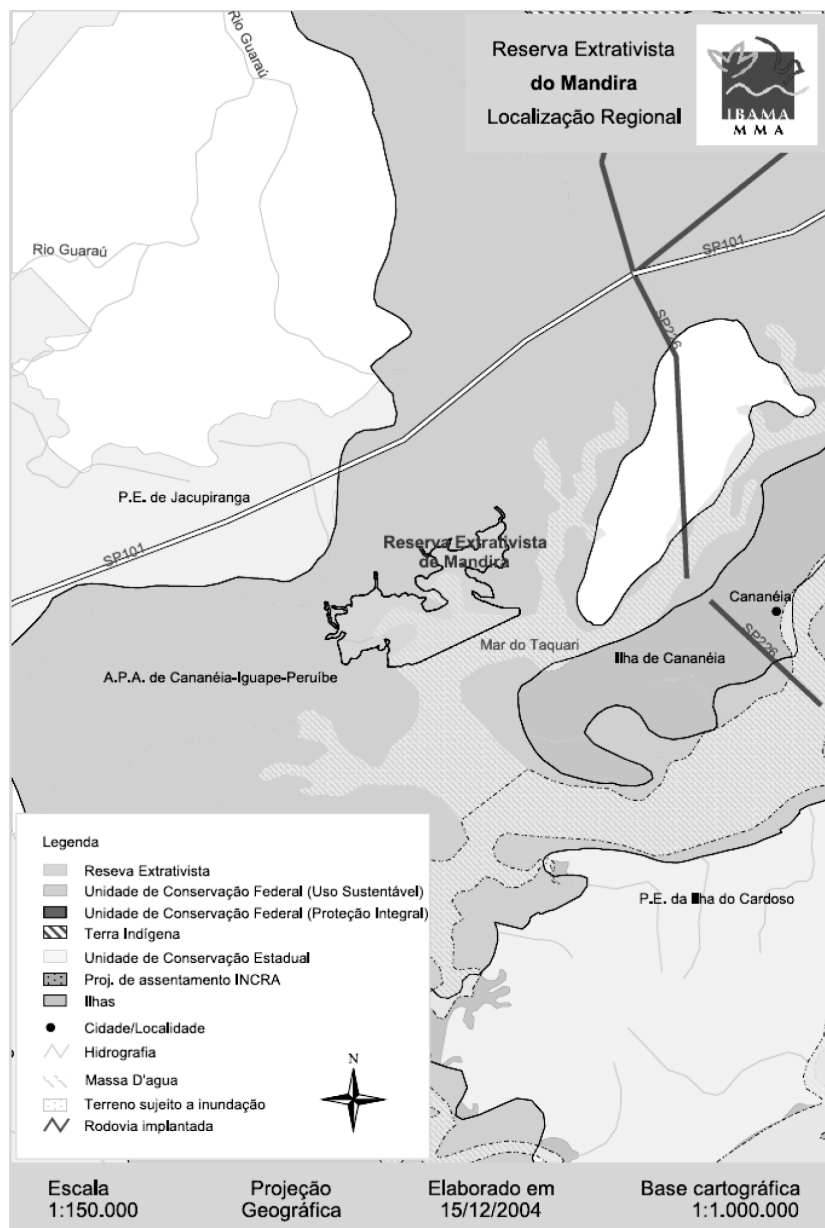 Reserva Extrativista
do Mandira
Localização Regional
IBAMA
M M A
Rio Guaraú
Rio Guaraú
SP101
SP226
P.E. de Jacupiranga
SP101
Reserva Extrativista
de Mandira
Cananéia
Mar do Taquari
Ilha de Cananéia
SP226
A.P.A. de Cananéia-Iguape-Peruíbe
P.E. da Ilha do Cardoso
Legenda
Reseva Extrativista
Unidade de Conservação Federal (Uso Sustentável)
Unidade de Conservação Federal (Proteção Integral)
Terra Indígena
Unidade de Conservação Estadual
Proj. de assentamento INCRA
Ilhas
Cidade/Localidade
Hidrografia
Massa D'agua
Terreno sujeito a inundação
Rodovia implantada
N
Escala
1:150.000
Projeção
Geográfica
Elaborado em
15/12/2004
Base cartográfica
1:1.000.000